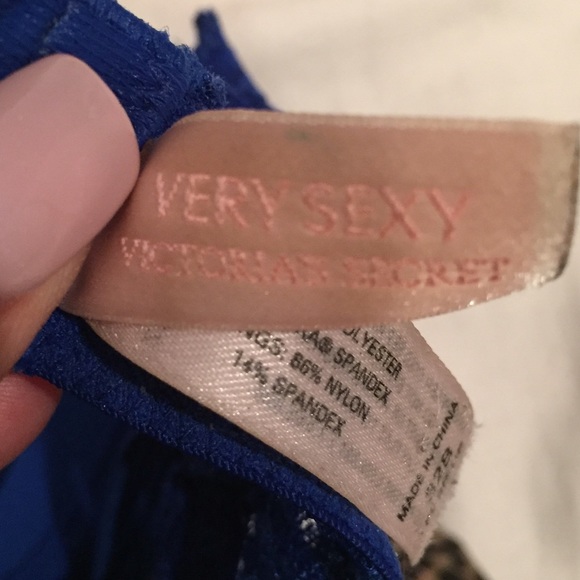 VERY SEXY
VICTORIA'S SECRET
POLYESTER
SPANDEX
86% NYLON
14% SPANDEX
MADE IN CHINA